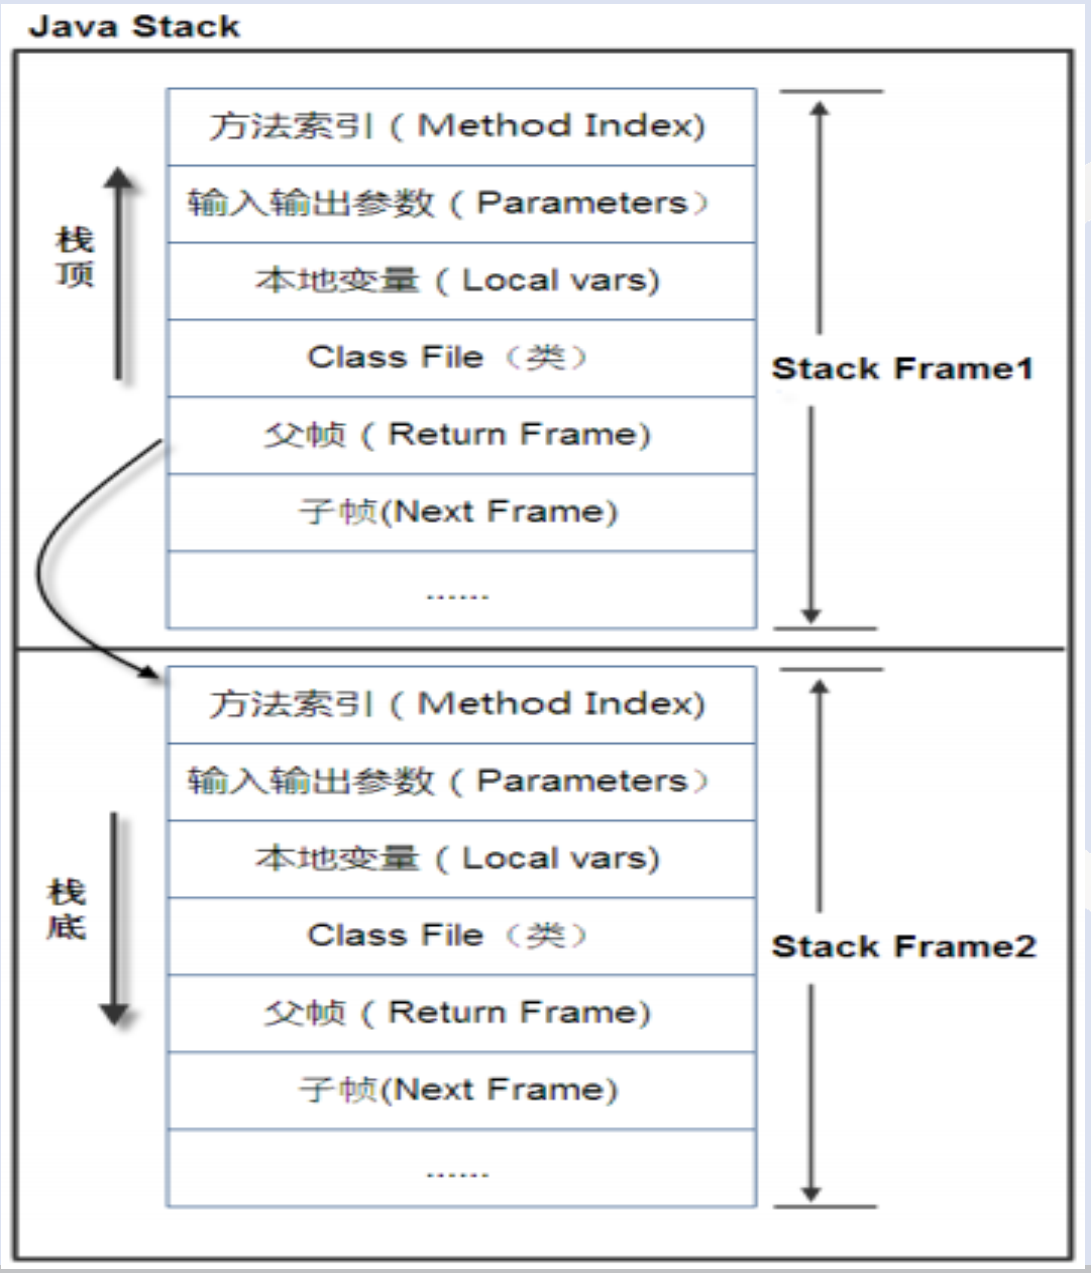 Java Stack
方法索引 ( Method Index)
输入输出参数 ( Parameters）
栈
顶
本地变量 ( Local vars)
Class File（类）
Stack Frame1
父帧 ( Return Frame)
子帧(Next Frame)
......
方法索引 ( Method Index)
输入输出参数 ( Parameters）
本地变量 ( Local vars)
栈
底
Class File（类）
Stack Frame2
父帧 ( Return Frame)
子帧(Next Frame)
......